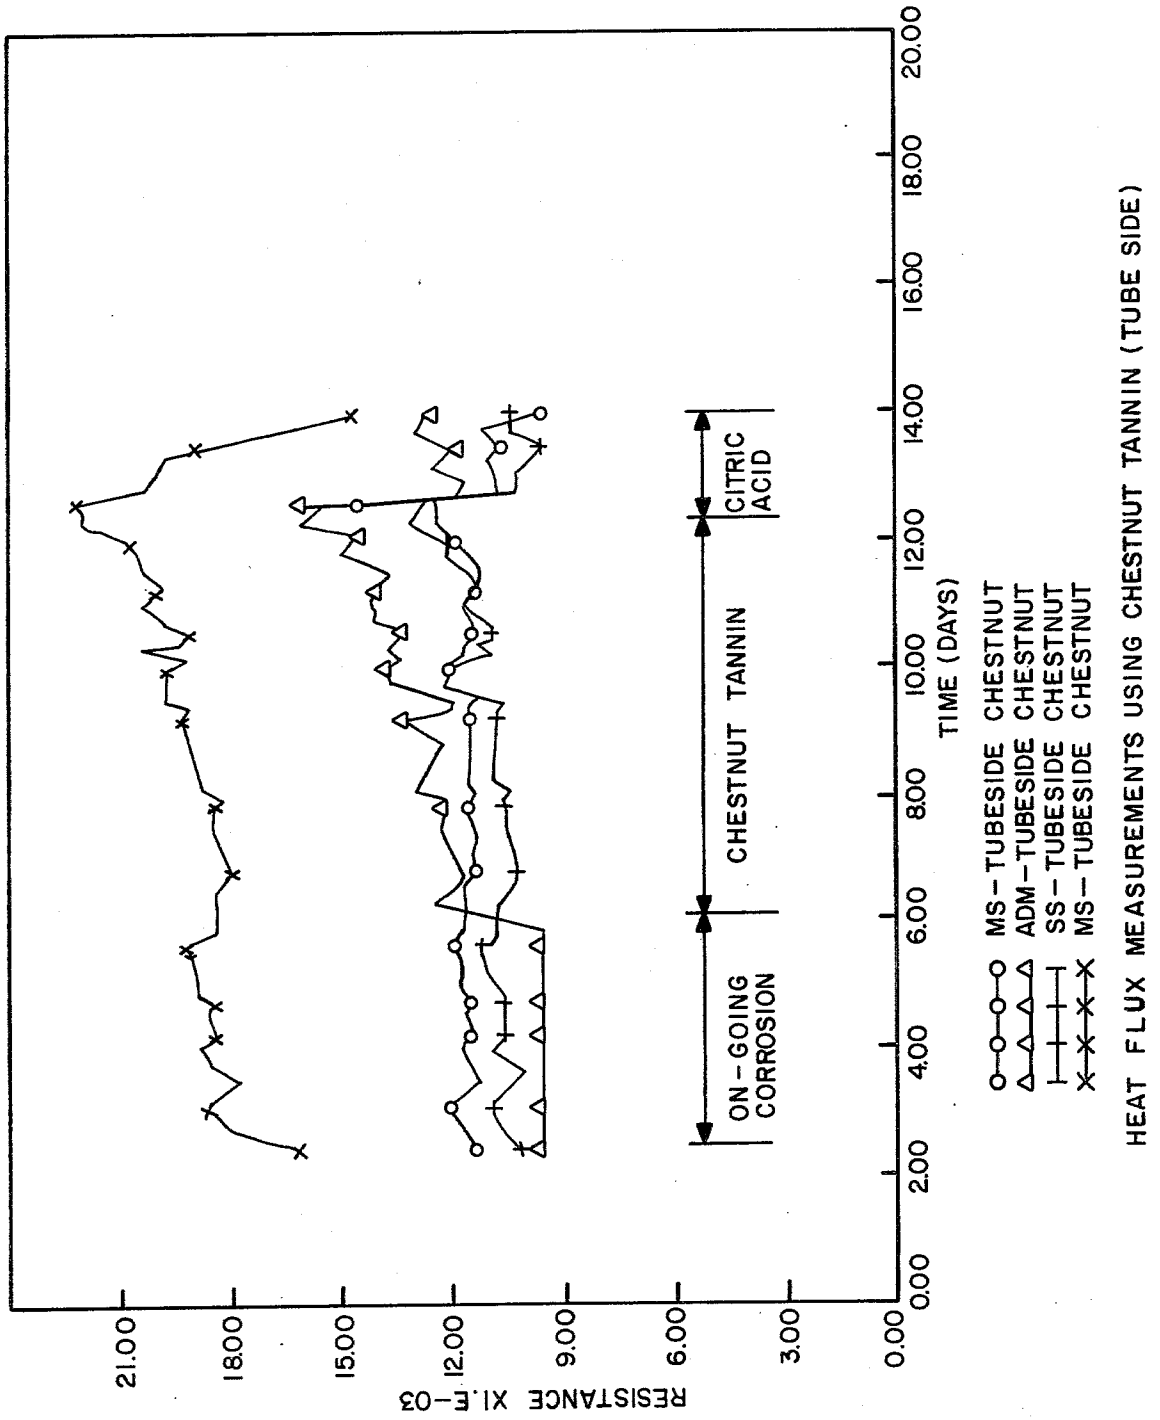 RESISTANCE X1.E-03
21.00
18.00
15.00
12.00
9.00
6.00
3.00
0.00
ON-GOING
CORROSION
CHESTNUT TANNIN
CITRIC
ACID
0.00
2.00
4.00
6.00
8.00
10.00
12.00
14.00
16.00
18.00
20.00
TIME (DAYS)
MS-TUBESIDE CHESTNUT
ADM-TUBESIDE CHESTNUT
SS-TUBESIDE CHESTNUT
MS-TUBESIDE CHESTNUT
HEAT FLUX MEASUREMENTS USING CHESTNUT TANNIN (TUBE SIDE)